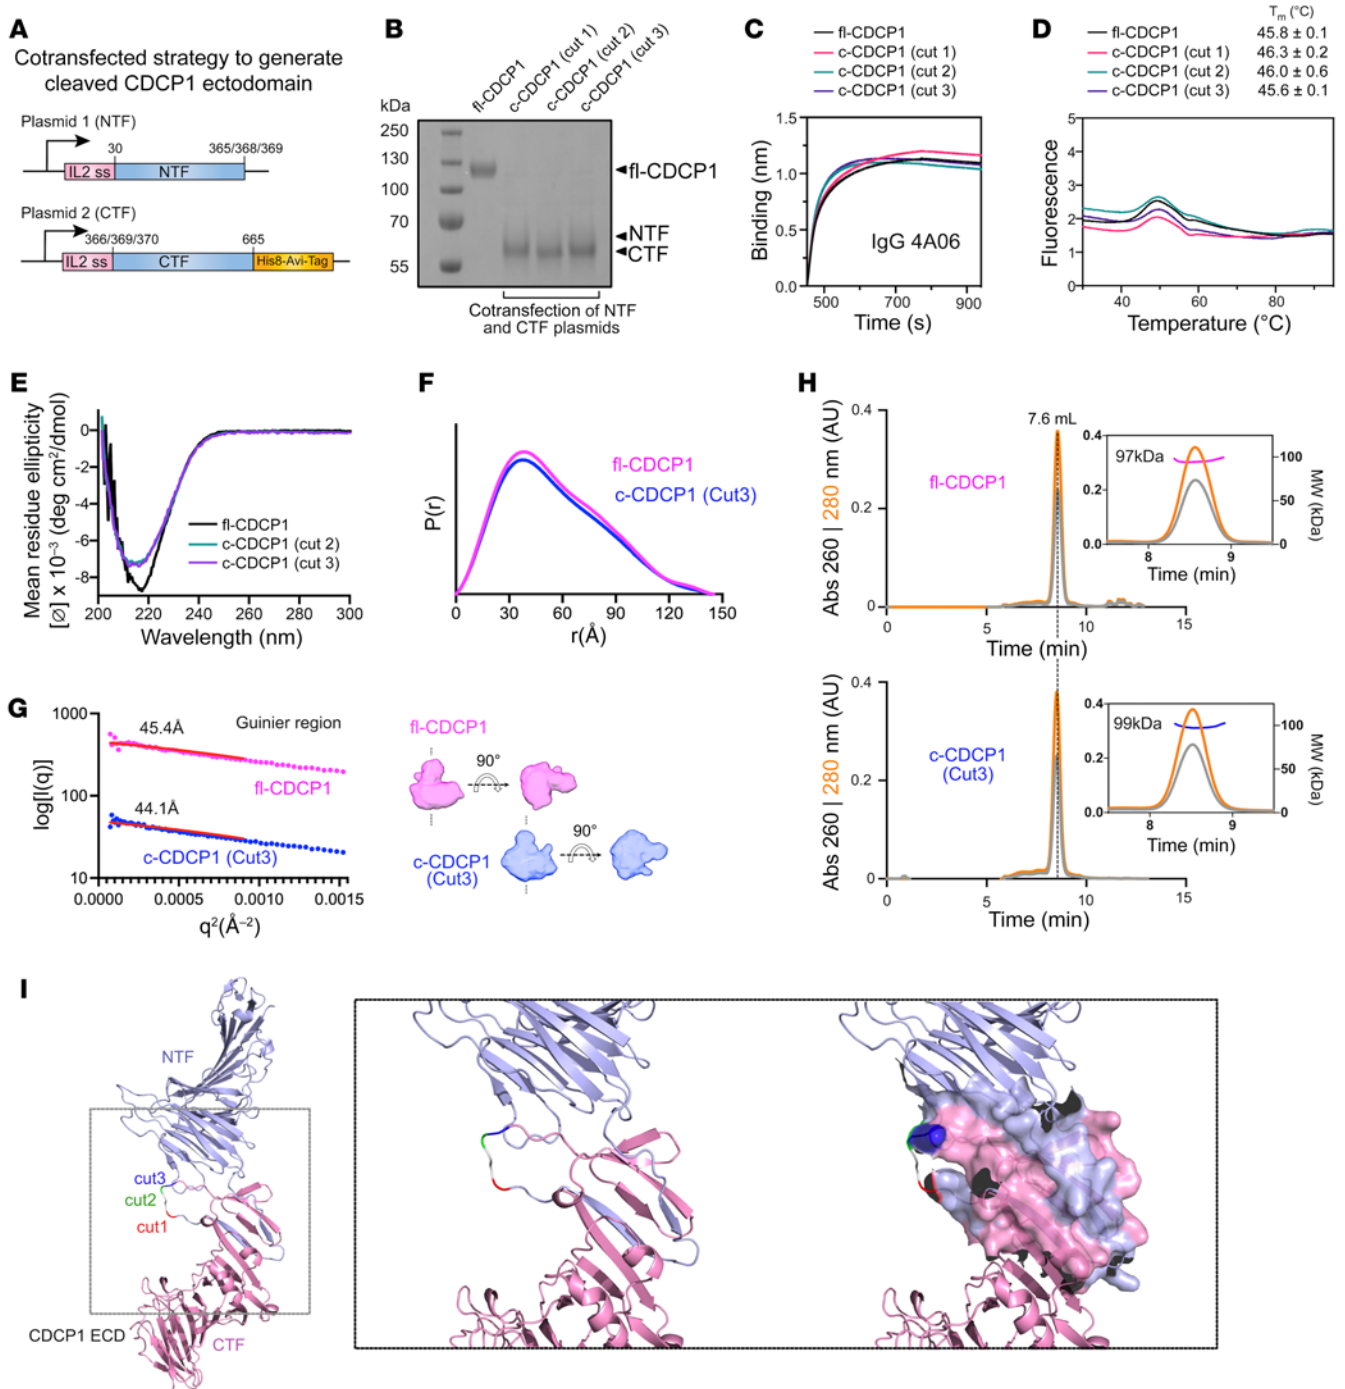 A
Cotransfected strategy to generate
cleaved CDCP1 ectodomain
Plasmid 1 (NTF)
30
365/368/369
IL2 ss
NTF
Plasmid 2 (CTF)
366/369/370
665
IL2 ss
CTF
His8-Avi-Tag
B
fl-CDCP1
c-CDCP1 (cut 1)
c-CDCP1 (cut 2)
c-CDCP1 (cut 3)
kDa
250
130
100
70
55
fl-CDCP1
NTF
CTF
Cotransfection of NTF
and CTF plasmids
C
fl-CDCP1
c-CDCP1 (cut 1)
c-CDCP1 (cut 2)
c-CDCP1 (cut 3)
Binding (nm)
1.5
1.0
0.5
0.0
IgG 4A06
500
700
900
Time (s)
D
Tm (°C)
fl-CDCP1 45.8 ± 0.1
c-CDCP1 (cut 1) 46.3 ± 0.2
c-CDCP1 (cut 2) 46.0 ± 0.6
c-CDCP1 (cut 3) 45.6 ± 0.1
Fluorescence
5
4
3
2
1
0
40
60
80
Temperature (°C)
E
Mean residue ellipticity
[∅] x 10⁻³ (deg cm²/dmol)
0
-2
-4
-6
-8
fl-CDCP1
c-CDCP1 (cut 2)
c-CDCP1 (cut 3)
200 220 240 260 280 300
Wavelength (nm)
F
P(r)
fl-CDCP1
c-CDCP1 (Cut3)
0 30 60 90 120 150
r(Å)
G
log[I(q)]
1000
100
10
45.4Å
Guinier region
fl-CDCP1
44.1Å
c-CDCP1 (Cut3)
0.0000 0.0005 0.0010 0.0015
q²(Å⁻²)
fl-CDCP1
90°
c-CDCP1
(Cut3)
90°
H
Abs 260 | 280 nm (AU)
0.4
0.2
0
7.6 mL
fl-CDCP1
0 5 10 15
Time (min)
0.4
0.2
0.0
97kDa
100
50
0
MW (kDa)
8 9
Time (min)
Abs 260 | 280 nm (AU)
0.4
0.2
0
c-CDCP1
(Cut3)
0 5 10 15
Time (min)
0.4
0.2
0.0
99kDa
100
50
0
MW (kDa)
8 9
Time (min)
I
NTF
cut3
cut2
cut1
CDCP1 ECD
CTF